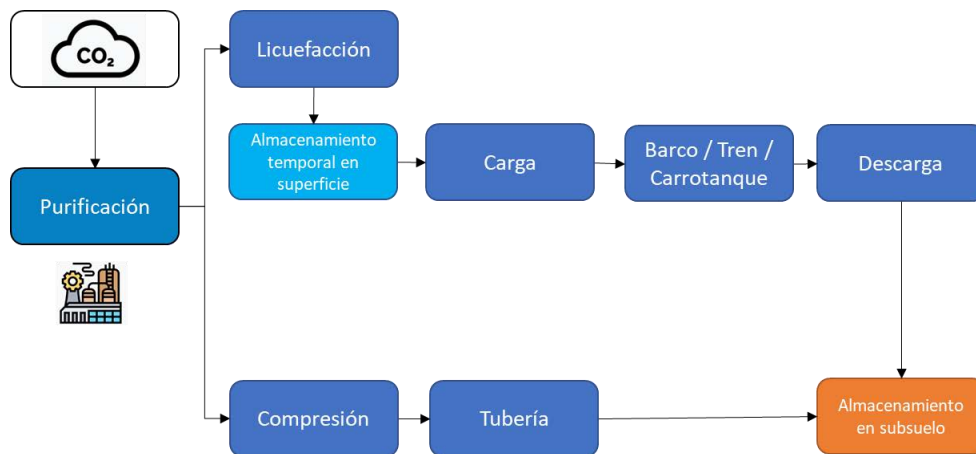 CO₂
Purificación
Licuefacción
Almacenamiento
temporal en
superficie
Carga
Barco / Tren /
Carrotanque
Descarga
Compresión
Tubería
Almacenamiento
en subsuelo